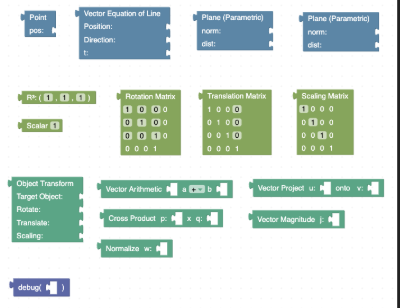 Point
pos:
Vector Equation of Line
Position:
Direction:
t:
Plane (Parametric)
norm:
dist:
Plane (Parametric)
norm:
dist:
R³: ( 1 , 1 , 1 )
Scalar 1
Rotation Matrix
1 0 0 0
0 1 0 0
0 0 1 0
0 0 0 1
Translation Matrix
1 0 0 0
0 1 0 0
0 0 1 0
0 0 0 1
Scaling Matrix
1 0 0 0
0 1 0 0
0 0 1 0
0 0 0 1
Object Transform
Target Object:
Rotate:
Translate:
Scaling:
Vector Arithmetic a + b
Cross Product p: x q:
Normalize w:
Vector Project u: onto v:
Vector Magnitude j:
debug( )